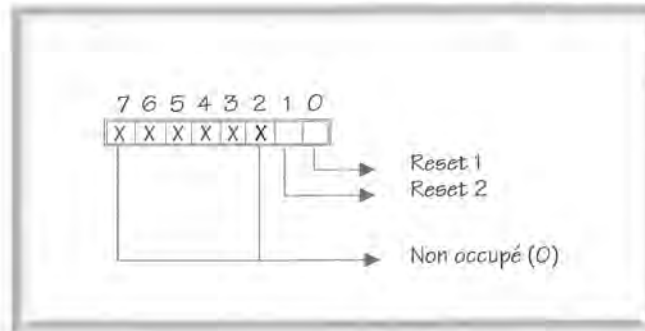 7 6 5 4 3 2 1 0
X X X X X X
Reset 1
Reset 2
Non occupé (0)